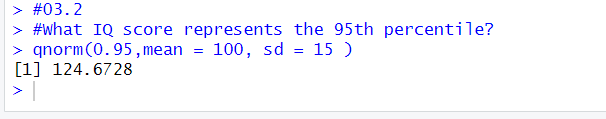 > #03.2
> #What IQ score represents the 95th percentile?
> qnorm(0.95,mean = 100, sd = 15 )
[1] 124.6728
>